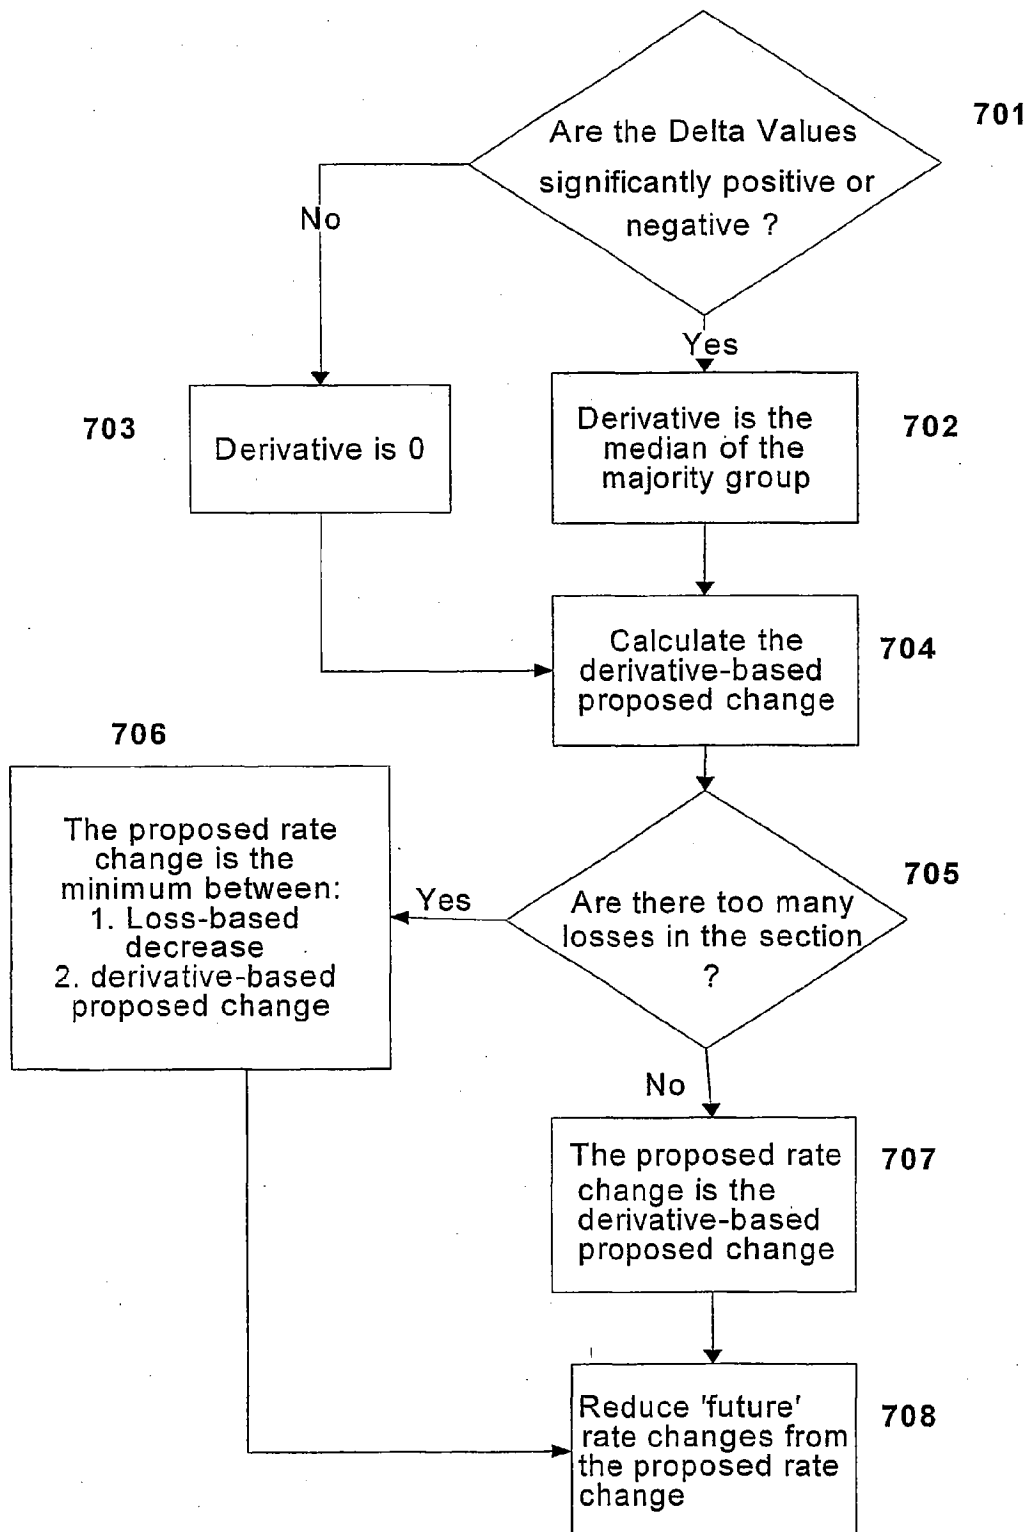 701
Are the Delta Values
significantly positive or
negative ?
No
Yes
703
Derivative is 0
Derivative is the
median of the
majority group
702
Calculate the
derivative-based
proposed change
704
706
The proposed rate
change is the
minimum between:
1. Loss-based
decrease
2. derivative-based
proposed change
Yes
Are there too many
losses in the section
?
705
No
The proposed rate
change is the
derivative-based
proposed change
707
Reduce 'future'
rate changes from
the proposed rate
change
708